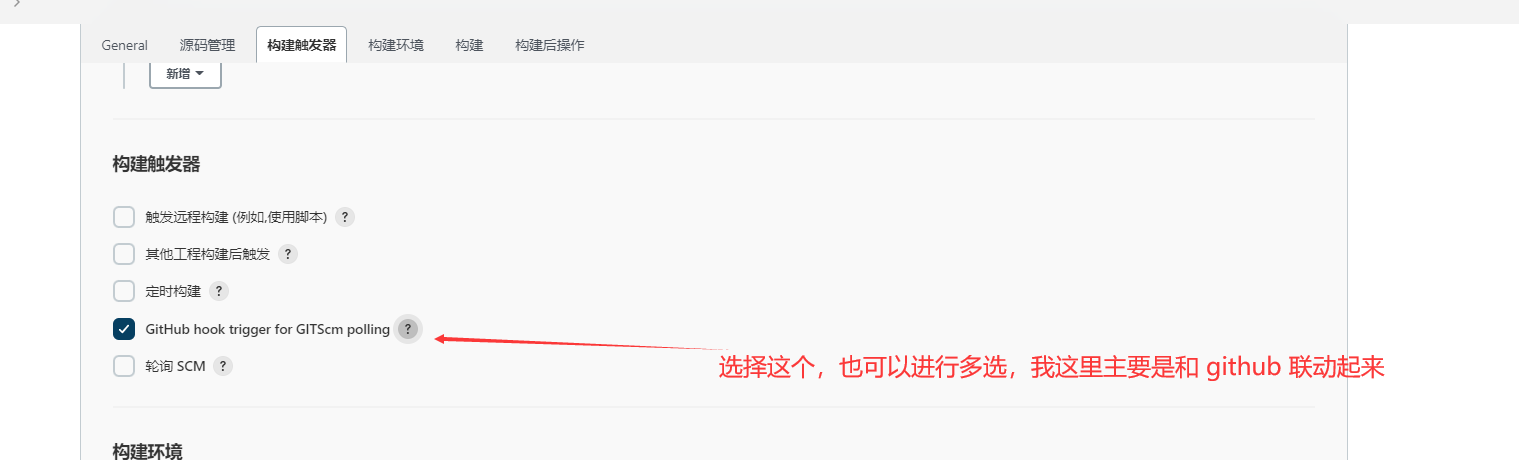 General 源码管理 构建触发器 构建环境 构建 构建后操作
新增
构建触发器
触发远程构建 (例如,使用脚本) ?
其他工程构建后触发 ?
定时构建 ?
GitHub hook trigger for GITScm polling ?
轮询 SCM ?
选择这个，也可以进行多选，我这里主要是和 github 联动起来
构建环境